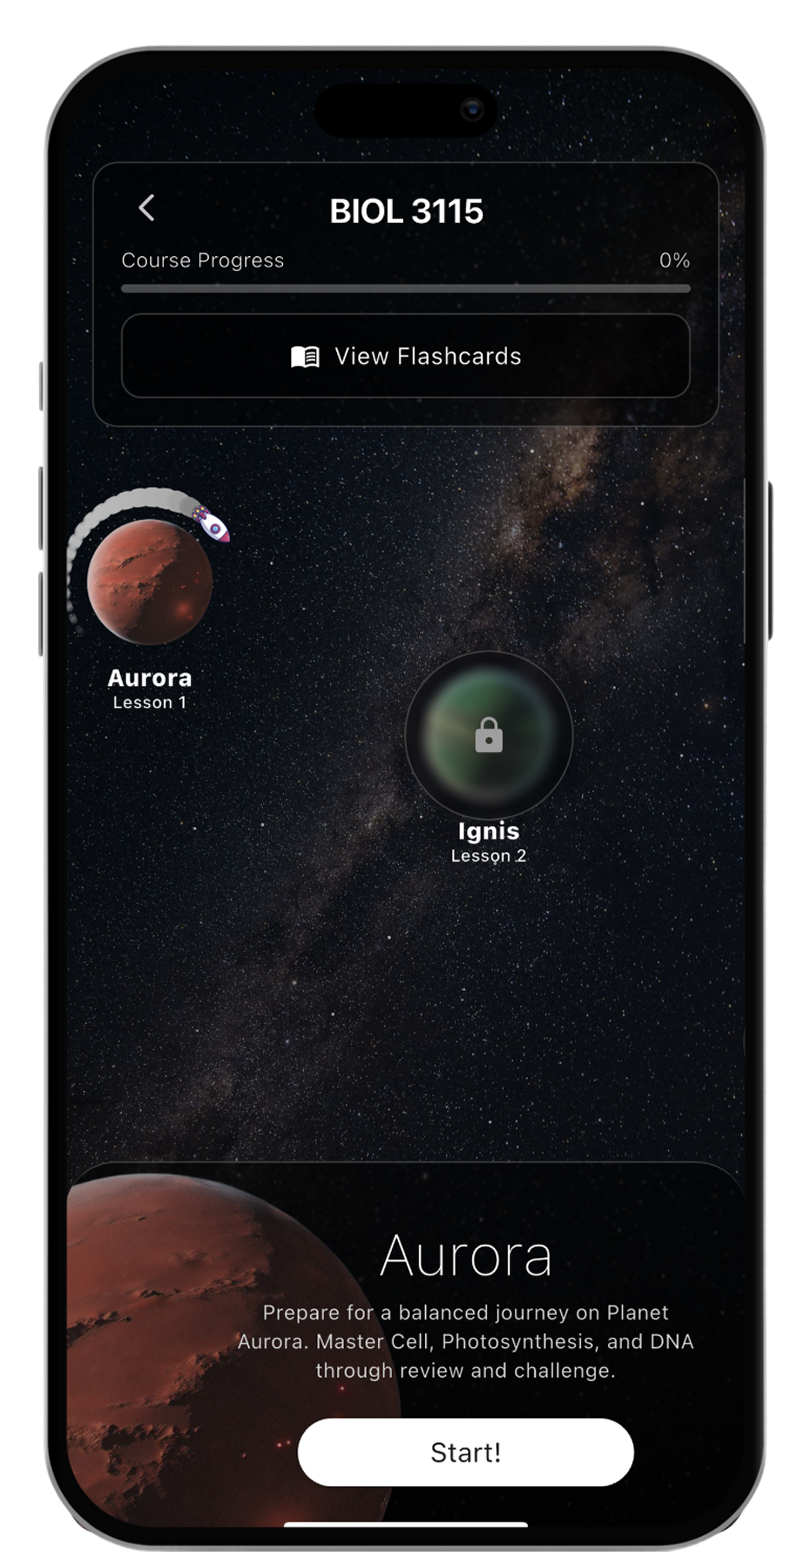 BIOL 3115
Course Progress 0%
View Flashcards
Aurora
Lesson 1
Ignis
Lesson 2
Aurora
Prepare for a balanced journey on Planet
Aurora. Master Cell, Photosynthesis, and DNA
through review and challenge.
Start!